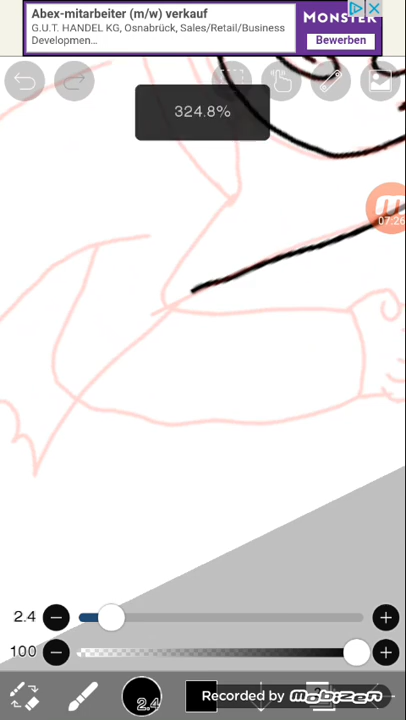 Abex-mitarbeiter (m/w) verkauf
G.U.T. HANDEL KG, Osnabrück, Sales/Retail/Business
Developmen...
MONSTER
Bewerben
324.8%
07:26
2.4
100
2.4
Recorded by mobizen